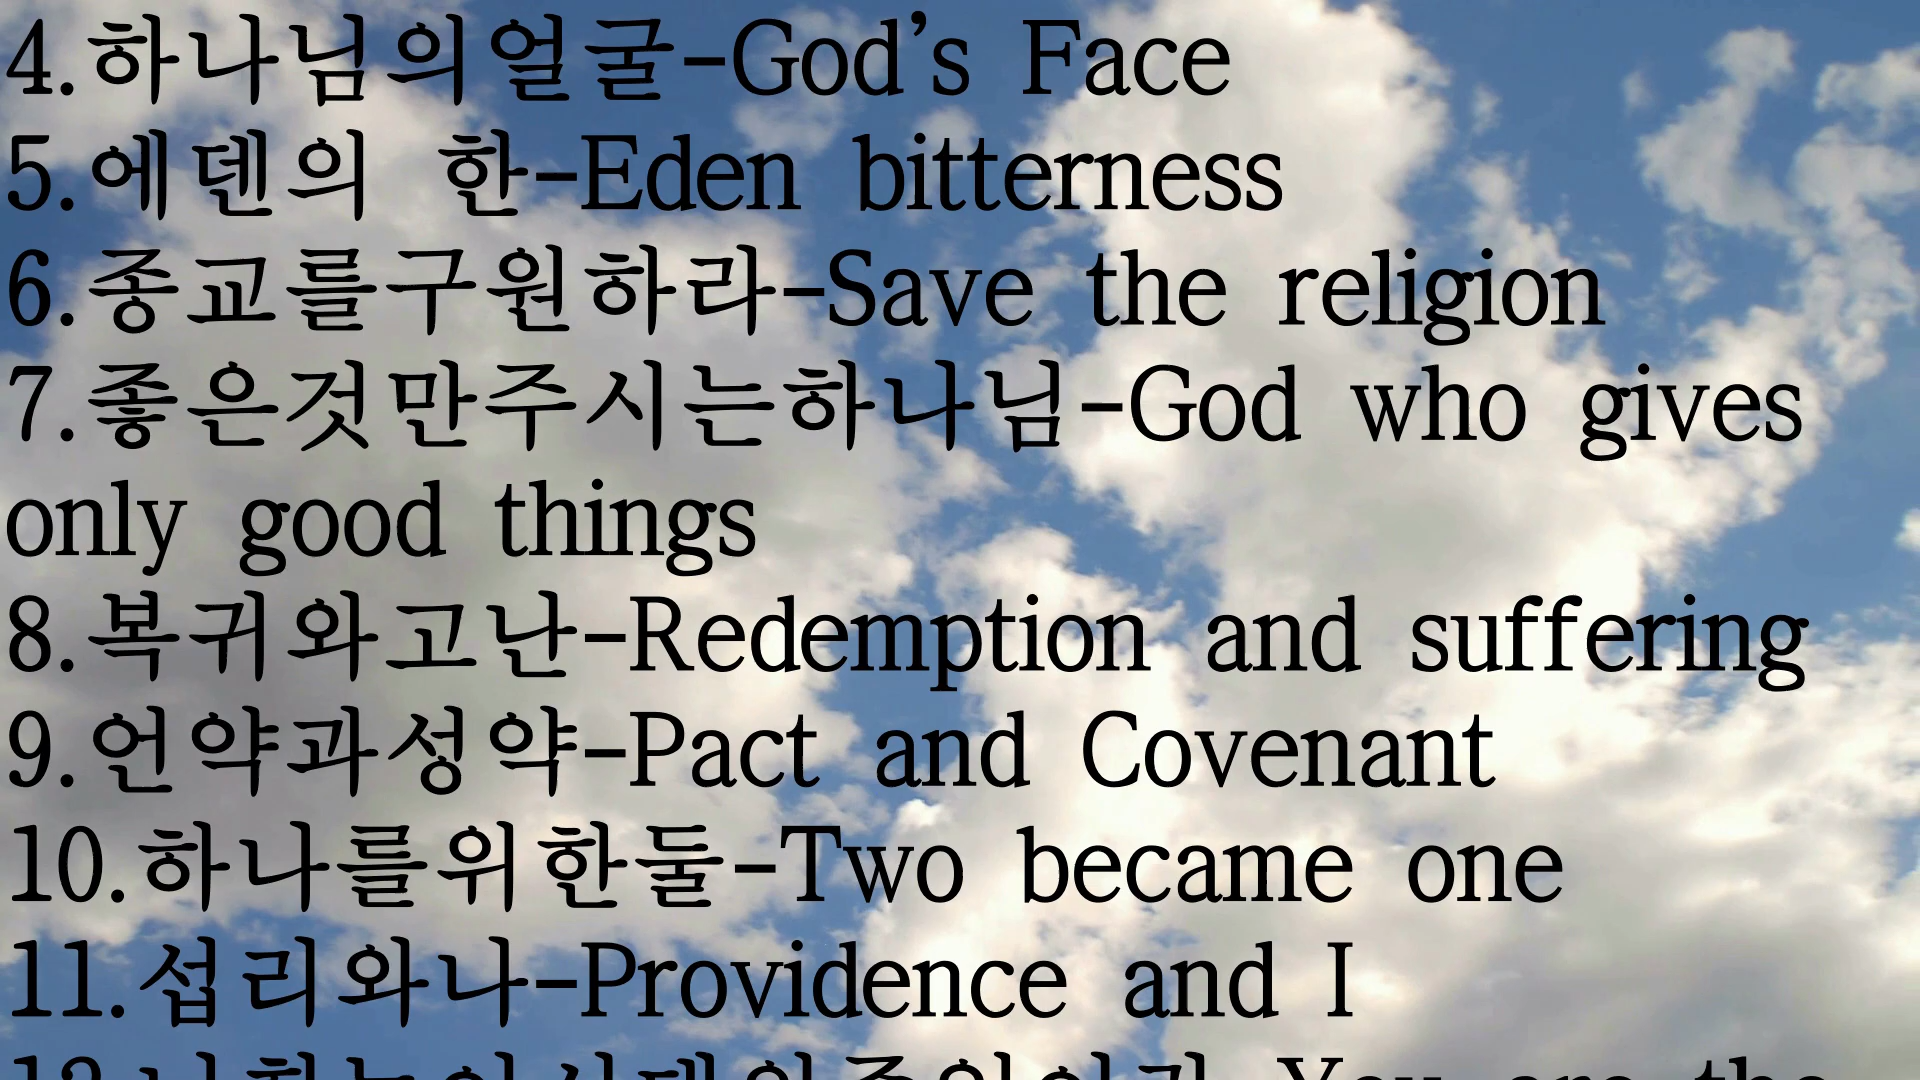 4.하나님의얼굴-God’s Face
5.에덴의 한-Eden bitterness
6.종교를구원하라-Save the religion
7.좋은것만주시는하나님-God who gives
only good things
8.복귀와고난-Redemption and suffering
9.언약과성약-Pact and Covenant
10.하나를위한둘-Two became one
11.섭리와나-Providence and I
You are the